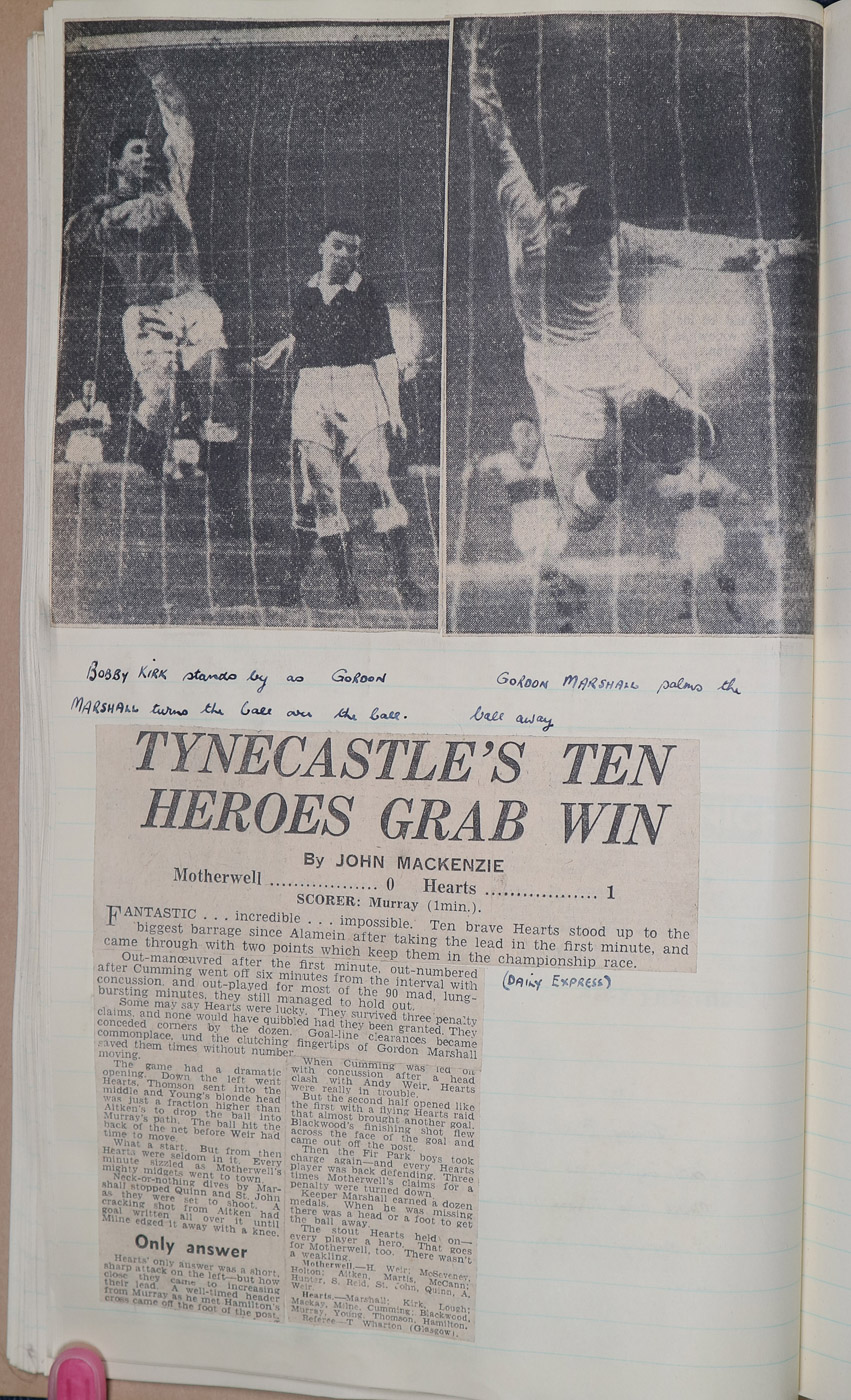 BOBBY KIRK stands by as GORDON
MARSHALL turns the ball over the ball.
GORDON MARSHALL palms the
ball away
TYNECASTLE'S TEN
HEROES GRAB WIN
By JOHN MACKENZIE
Motherwell .................. 0 Hearts .................. 1
SCORER: Murray (1min.).
FANTASTIC . . . incredible . . . impossible. Ten brave Hearts stood up to the
biggest barrage since Alamein after taking the lead in the first minute, and
came through with two points which keep them in the championship race.
(DAILY EXPRESS)
Out-manœuvred after the first minute, out-numbered
after Cumming went off six minutes from the interval with
concussion, and out-played for most of the 90 mad, lung-
bursting minutes, they still managed to hold out.
Some may say Hearts were lucky. They survived three penalty
claims, and none would have quibbled had they been granted. They
conceded corners by the dozen. Goal-line clearances became
commonplace, und the clutching fingertips of Gordon Marshall
saved them times without number.
moving.
The game had a dramatic
opening. Down the left went
Hearts, Thomson sent into the
middle and Young's blonde head
was just a fraction higher than
Aitken's to drop the ball into
Murray's path. The ball hit the
back of the net before Weir had
time to move.
What a start. But from then
Hearts were seldom in it. Every
minute sizzled as Motherwell's
mighty midgets went to town.
Neck-or-nothing dives by Mar-
shall stopped Quinn and St. John
as they were set to shoot. A
cracking shot from Aitken had
goal written all over it until
Milne edged it away with a knee.
Only answer
Hearts' only answer was a short,
sharp attack on the left—but how
close they came to increasing
their lead. A well-timed header
from Murray as he met Hamilton's
cross came off the foot of the post.
When Cumming was led off
with concussion after a head
clash with Andy Weir, Hearts
were really in trouble.
But the second half opened like
the first with a flying Hearts raid
that almost brought another goal.
Blackwood's finishing shot flew
across the face of the goal and
came out off the post.
Then the Fir Park boys took
charge again—and every Hearts
player was back defending. Three
times Motherwell's claims for a
penalty were turned down.
Keeper Marshall earned a dozen
medals. When he was missing
there was a head or a foot to get
the ball away.
The stout Hearts held on—
every player a hero. That goes
for Motherwell, too. There wasn't
a weakling.
Motherwell.—H. Weir; McSeveney,
Holton; Aitken, Martis, McCann;
Hunter, S. Reid, St. John, Quinn, A.
Weir.
Hearts.—Marshall; Kirk, Lough;
Mackay, Milne, Cumming; Blackwood,
Murray, Young, Thomson, Hamilton.
Referee—T. Wharton (Glasgow).